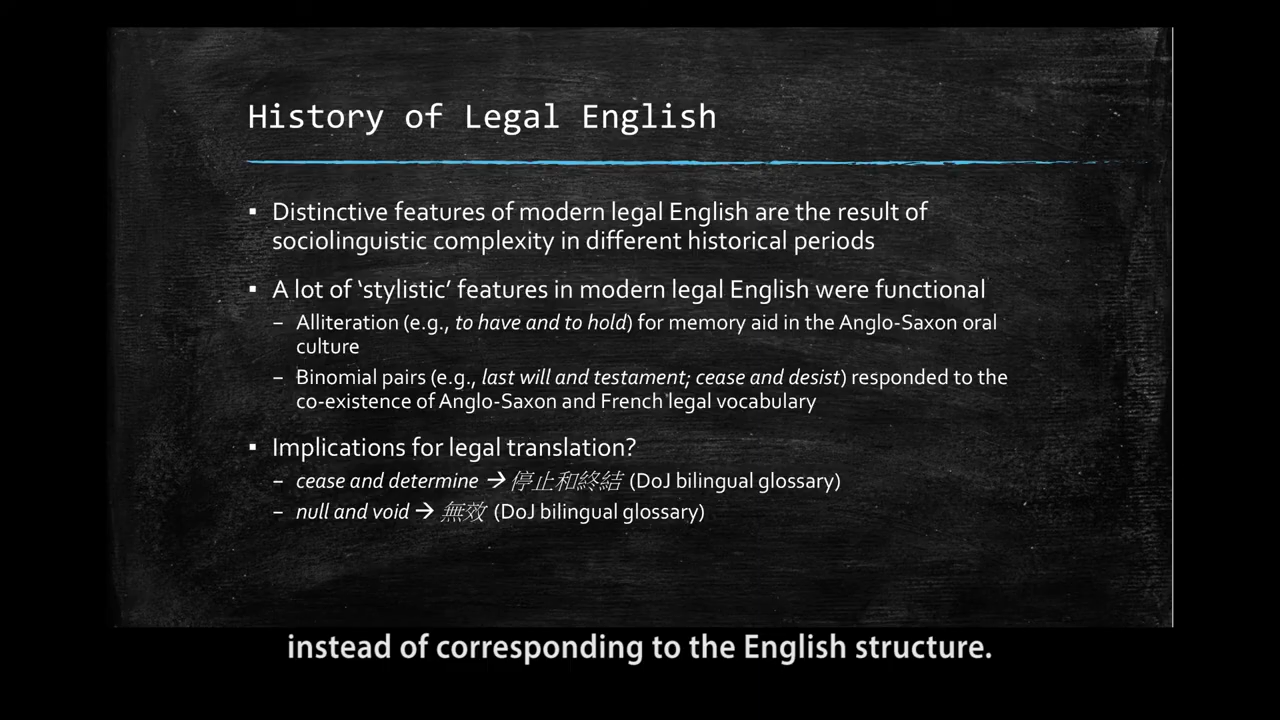 History of Legal English
▪ Distinctive features of modern legal English are the result of
sociolinguistic complexity in different historical periods
▪ A lot of ‘stylistic’ features in modern legal English were functional
– Alliteration (e.g., to have and to hold) for memory aid in the Anglo-Saxon oral
culture
– Binomial pairs (e.g., last will and testament; cease and desist) responded to the
co-existence of Anglo-Saxon and French legal vocabulary
▪ Implications for legal translation?
– cease and determine → 停止和終結 (DoJ bilingual glossary)
– null and void → 無效 (DoJ bilingual glossary)
instead of corresponding to the English structure.